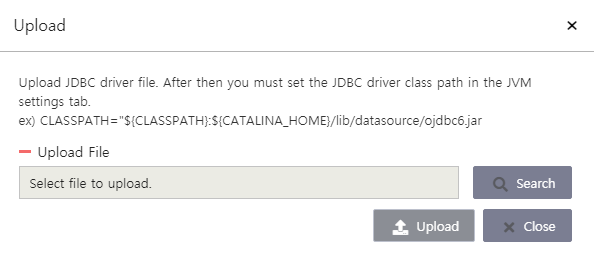 Upload
Upload JDBC driver file. After then you must set the JDBC driver class path in the JVM
settings tab.
ex) CLASSPATH="${CLASSPATH}:${CATALINA_HOME}/lib/datasource/ojdbc6.jar
Upload File
Select file to upload.
Search
Upload
Close